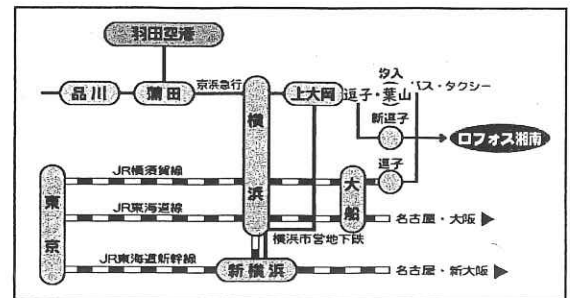 羽田空港
品川
蒲田
京浜急行
横浜
上大岡
汐入
逗子・葉山
バス・タクシー
新逗子
ロフォス湘南
JR横須賀線
逗子
大船
東京
JR東海道線
名古屋・大阪
横浜市営地下鉄
JR東海道新幹線
新横浜
名古屋・新大阪